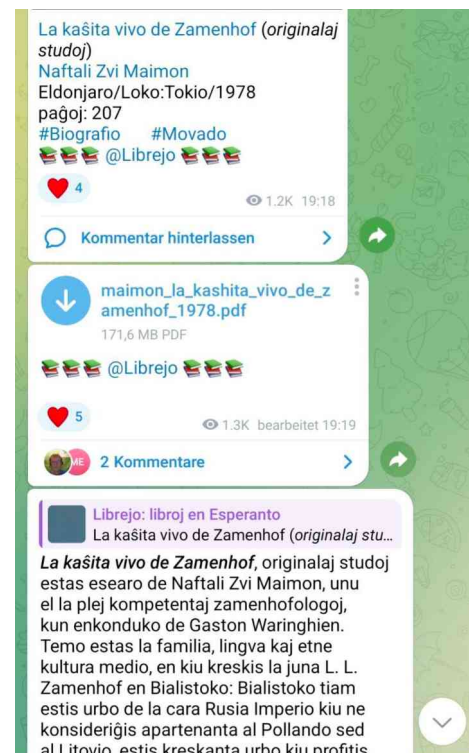 La kaŝita vivo de Zamenhof (originalaj
studoj)
Naftali Zvi Maimon
Eldonjaro/Loko:Tokio/1978
paĝoj: 207
#Biografio #Movado
📚📚📚 @Librejo 📚📚📚
4
1.2K 19:18
Kommentar hinterlassen
maimon_la_kashita_vivo_de_z
amenhof_1978.pdf
171,6 MB PDF
📚📚📚 @Librejo 📚📚📚
5
1.3K bearbeitet 19:19
ME
2 Kommentare
Librejo: libroj en Esperanto
La kaŝita vivo de Zamenhof (originalaj stu...
La kaŝita vivo de Zamenhof, originalaj studoj
estas esearo de Naftali Zvi Maimon, unu
el la plej kompetentaj zamenhofologoj,
kun enkonduko de Gaston Waringhien.
Temo estas la familia, lingva kaj etne
kultura medio, en kiu kreskis la juna L. L.
Zamenhof en Bialistoko: Bialistoko tiam
estis urbo de la cara Rusia Imperio kiu ne
konsideriĝis apartenanta al Pollando sed
al Litovio, estis kreskanta urbo kiu profitis